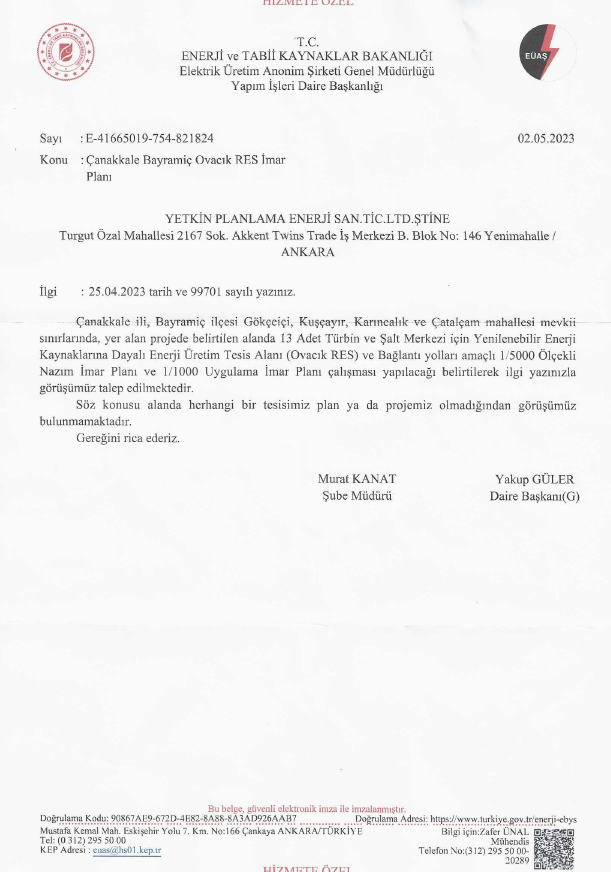 HİZMETE ÖZEL
T.C.
ENERJİ ve TABİİ KAYNAKLAR BAKANLIĞI
Elektrik Üretim Anonim Şirketi Genel Müdürlüğü
Yapım İşleri Daire Başkanlığı
EÜAŞ
Sayı : E-41665019-754-821824 02.05.2023
Konu : Çanakkale Bayramiç Ovacık RES İmar
Planı
YETKİN PLANLAMA ENERJİ SAN.TİC.LTD.ŞTİNE
Turgut Özal Mahallesi 2167 Sok. Akkent Twins Trade İş Merkezi B. Blok No: 146 Yenimahalle /
ANKARA
İlgi : 25.04.2023 tarih ve 99701 sayılı yazınız.
Çanakkale ili, Bayramiç ilçesi Gökçeiçi, Kuşçayır, Karıncalık ve Çatalçam mahallesi mevkii
sınırlarında, yer alan projede belirtilen alanda 13 Adet Türbin ve Şalt Merkezi için Yenilenebilir Enerji
Kaynaklarına Dayalı Enerji Üretim Tesis Alanı (Ovacık RES) ve Bağlantı yolları amaçlı 1/5000 Ölçekli
Nazım İmar Planı ve 1/1000 Uygulama İmar Planı çalışması yapılacağı belirtilerek ilgi yazınızla
görüşümüz talep edilmektedir.
Söz konusu alanda herhangi bir tesisimiz plan ya da projemiz olmadığından görüşümüz
bulunmamaktadır.
Gereğini rica ederiz.
Murat KANAT Yakup GÜLER
Şube Müdürü Daire Başkanı(G)
Bu belge, güvenli elektronik imza ile imzalanmıştır.
Doğrulama Kodu: 90867AE9-672D-4E82-8A88-8A3AD926AAB7 Doğrulama Adresi: https://www.turkiye.gov.tr/enerji-ebys
Mustafa Kemal Mah. Eskişehir Yolu 7. Km. No:166 Çankaya ANKARA/TÜRKİYE Bilgi için:Zafer ÜNAL
Tel: (0 312) 295 50 00 Mühendis
KEP Adresi : euas@hs01.kep.tr Telefon No:(312) 295 50 00-
20289
HİZMETE ÖZEL